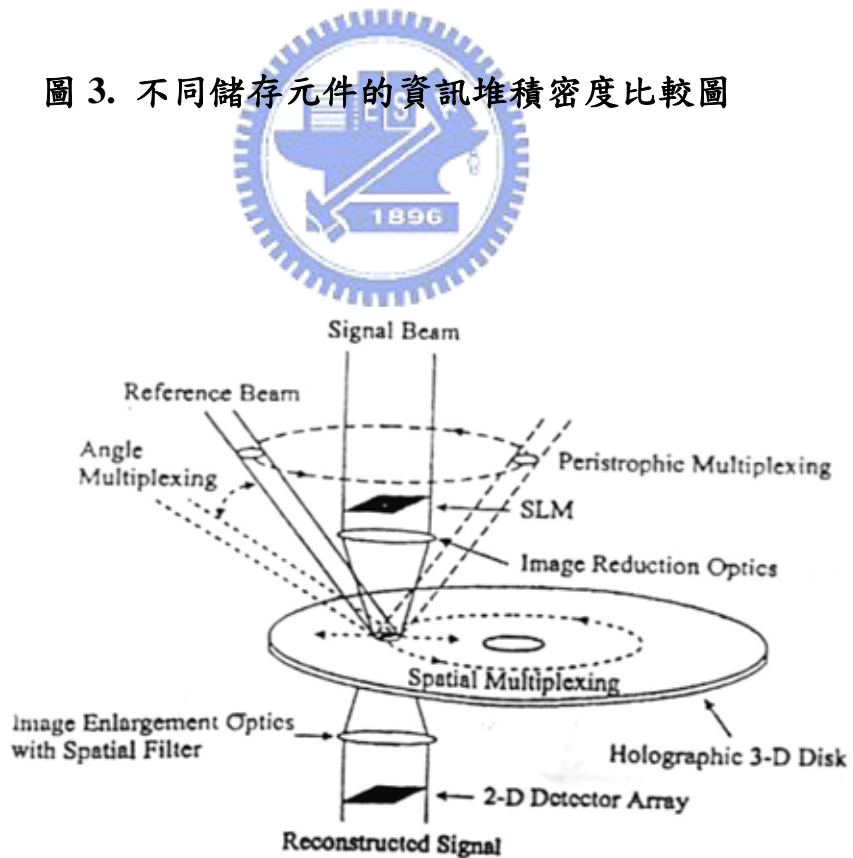 圖 3. 不同儲存元件的資訊堆積密度比較圖
E S
1896
Signal Beam
Reference Beam
Angle
Multiplexing
Peristrophic Multiplexing
SLM
Image Reduction Optics
Spatial Multiplexing
Image Enlargement Optics
with Spatial Filter
Holographic 3-D Disk
2-D Detector Array
Reconstructed Signal